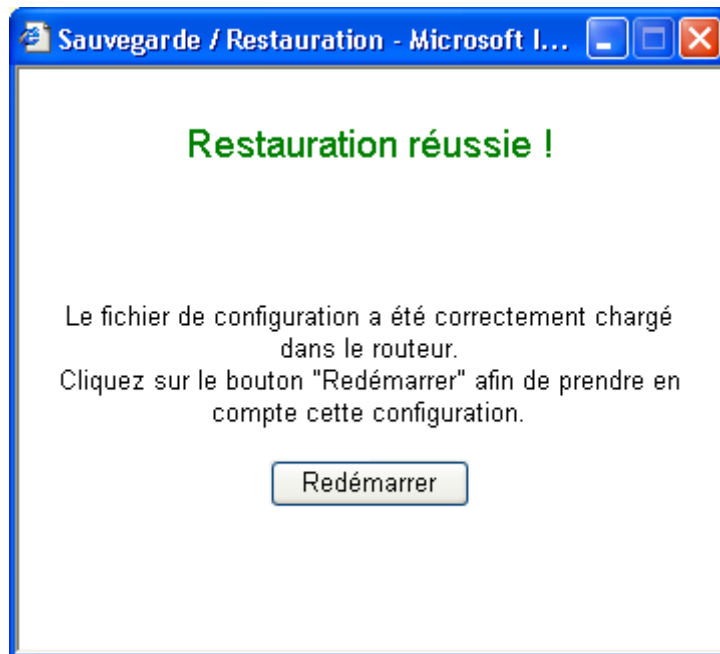 Sauvegarde / Restauration - Microsoft I...
Restauration réussie !
Le fichier de configuration a été correctement chargé
dans le routeur.
Cliquez sur le bouton "Redémarrer" afin de prendre en
compte cette configuration.
Redémarrer